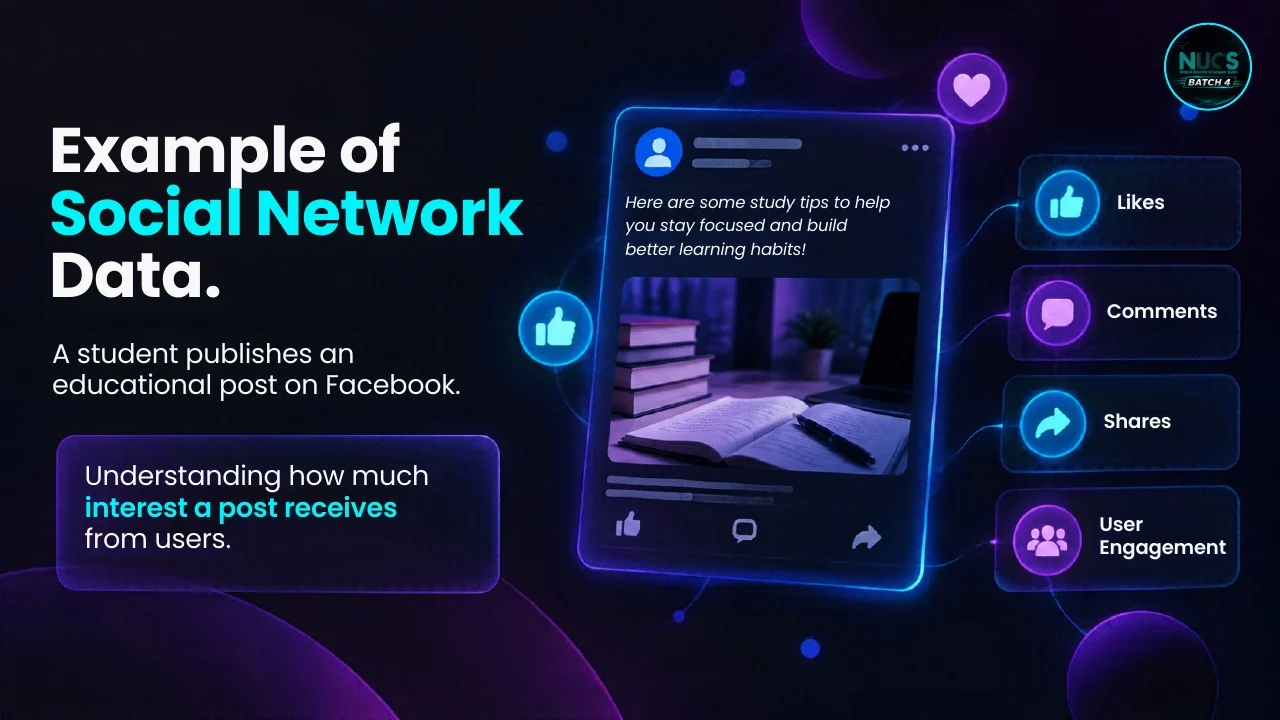 NUCS
BATCH 4
Example of
Social Network
Data.
A student publishes an
educational post on Facebook.
Understanding how much
interest a post receives
from users.
Here are some study tips to help
you stay focused and build
better learning habits!
Likes
Comments
Shares
User
Engagement